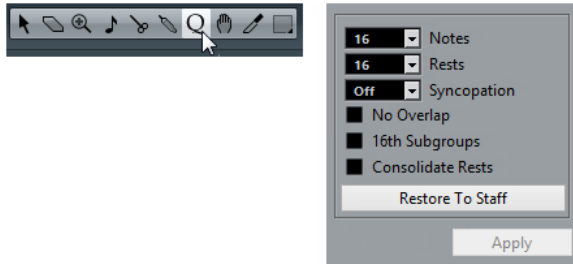 Q
16 Notes
16 Rests
Off Syncopation
No Overlap
16th Subgroups
Consolidate Rests
Restore To Staff
Apply